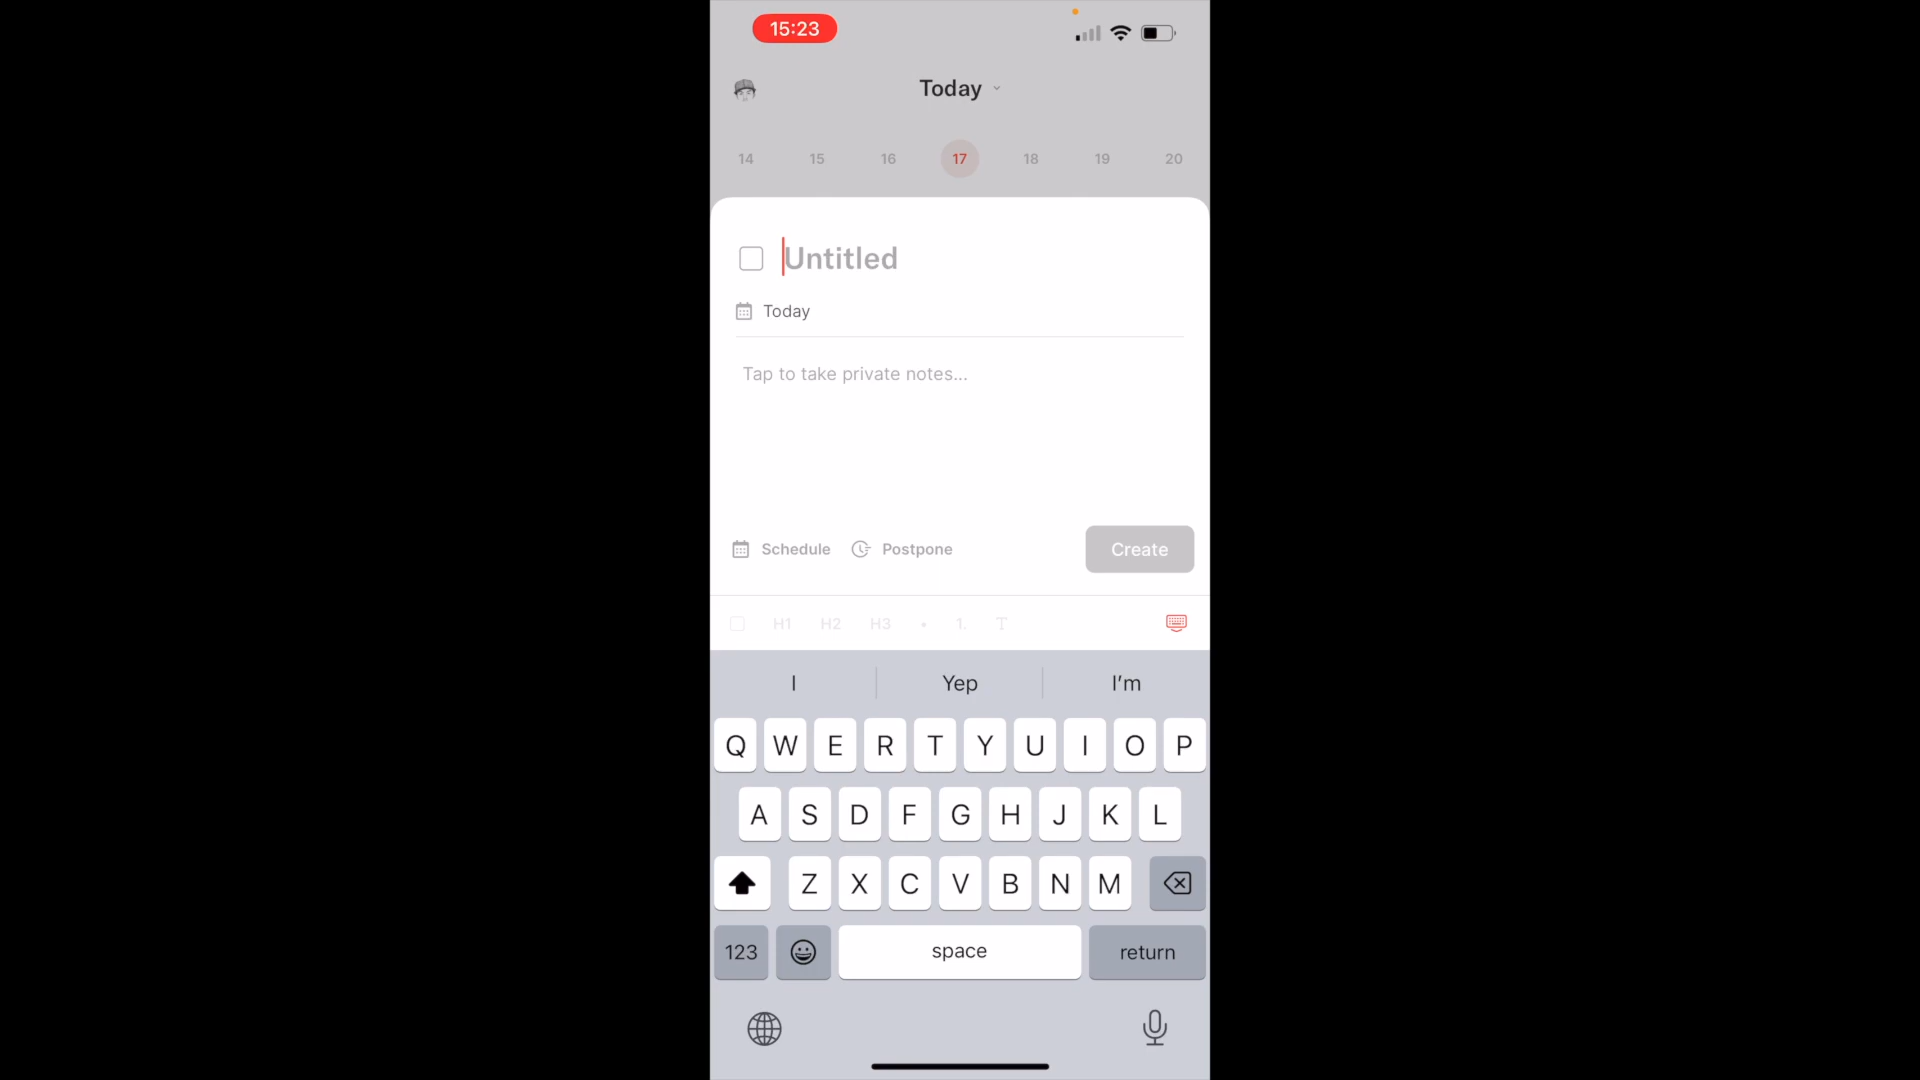 15:23
Today
14 15 16 17 18 19 20
Untitled
Today
Tap to take private notes...
Schedule Postpone Create
H1 H2 H3 • 1. T
I Yep I'm
Q W E R T Y U I O P
A S D F G H J K L
Z X C V B N M
123 space return